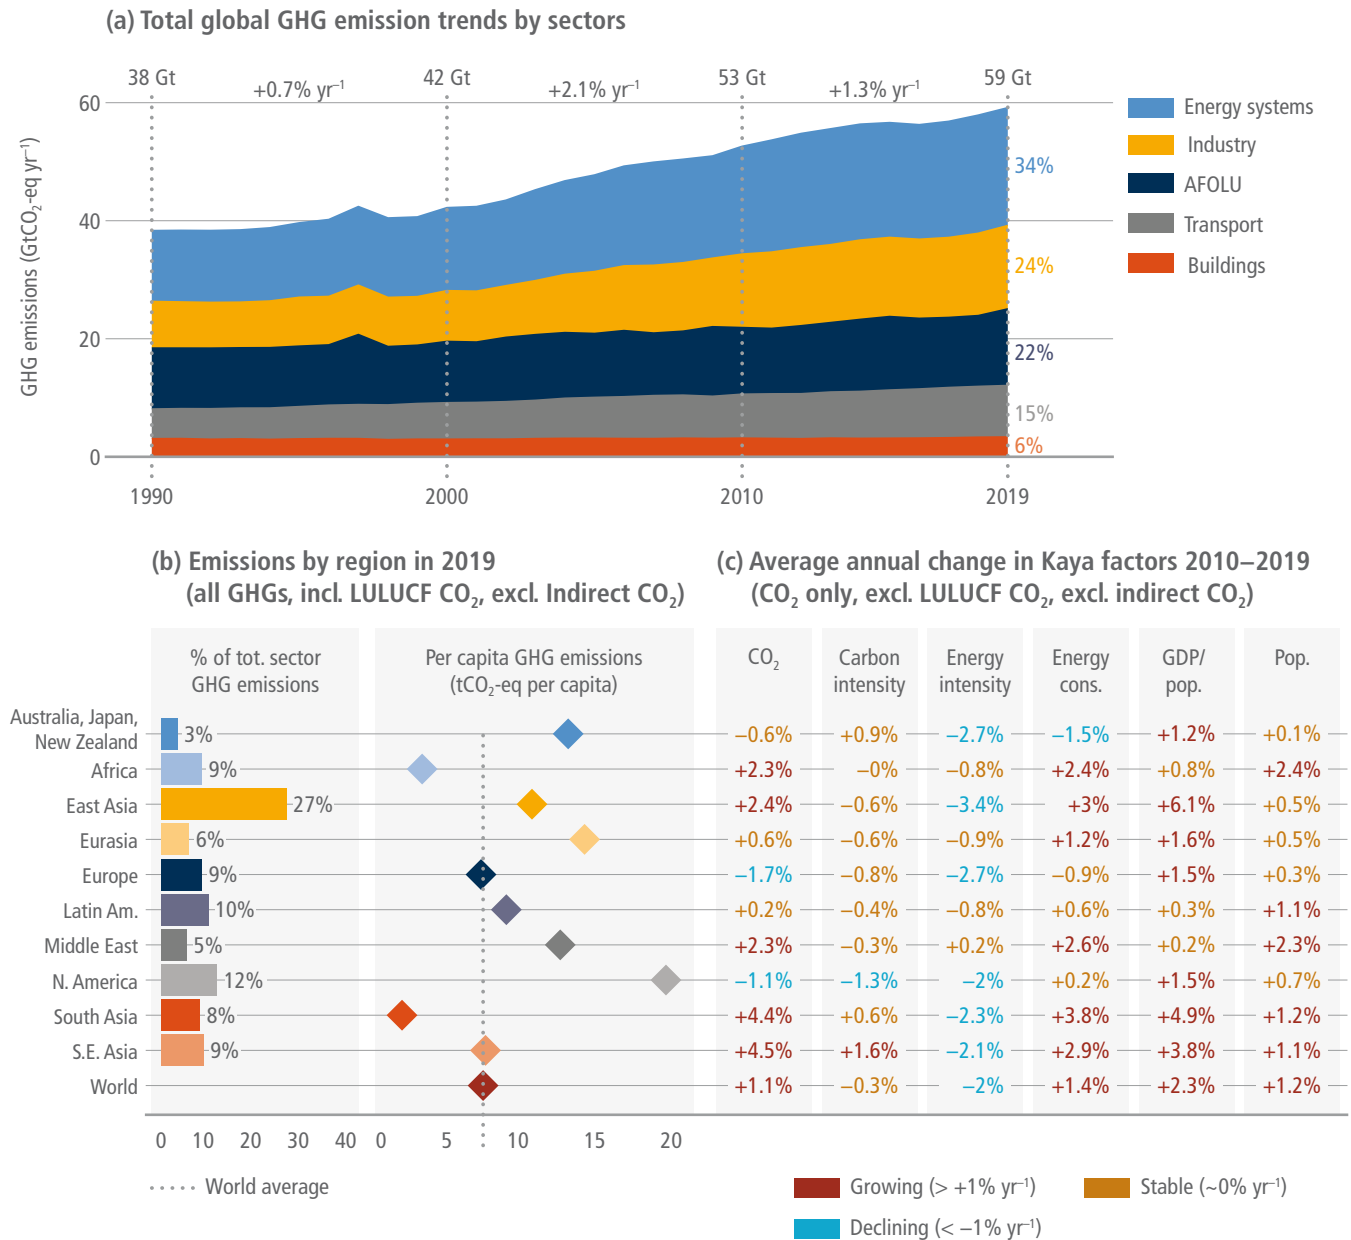 (a) Total global GHG emission trends by sectors
38 Gt 42 Gt 53 Gt 59 Gt
+0.7% yr⁻¹ +2.1% yr⁻¹ +1.3% yr⁻¹
GHG emissions (GtCO₂-eq yr⁻¹)
60
40
20
0
1990 2000 2010 2019
34%
24%
22%
15%
6%
Energy systems
Industry
AFOLU
Transport
Buildings
(b) Emissions by region in 2019
(all GHGs, incl. LULUCF CO₂, excl. Indirect CO₂)
(c) Average annual change in Kaya factors 2010–2019
(CO₂ only, excl. LULUCF CO₂, excl. indirect CO₂)
% of tot. sector
GHG emissions
Per capita GHG emissions
(tCO₂-eq per capita)
CO₂
Carbon
intensity
Energy
intensity
Energy
cons.
GDP/
pop.
Pop.
Australia, Japan,
New Zealand 3% −0.6% +0.9% −2.7% −1.5% +1.2% +0.1%
Africa 9% +2.3% −0% −0.8% +2.4% +0.8% +2.4%
East Asia 27% +2.4% −0.6% −3.4% +3% +6.1% +0.5%
Eurasia 6% +0.6% −0.6% −0.9% +1.2% +1.6% +0.5%
Europe 9% −1.7% −0.8% −2.7% −0.9% +1.5% +0.3%
Latin Am. 10% +0.2% −0.4% −0.8% +0.6% +0.3% +1.1%
Middle East 5% +2.3% −0.3% +0.2% +2.6% +0.2% +2.3%
N. America 12% −1.1% −1.3% −2% +0.2% +1.5% +0.7%
South Asia 8% +4.4% +0.6% −2.3% +3.8% +4.9% +1.2%
S.E. Asia 9% +4.5% +1.6% −2.1% +2.9% +3.8% +1.1%
World +1.1% −0.3% −2% +1.4% +2.3% +1.2%
0 10 20 30 40 0 5 10 15 20
World average
Growing (> +1% yr⁻¹)
Stable (~0% yr⁻¹)
Declining (< −1% yr⁻¹)